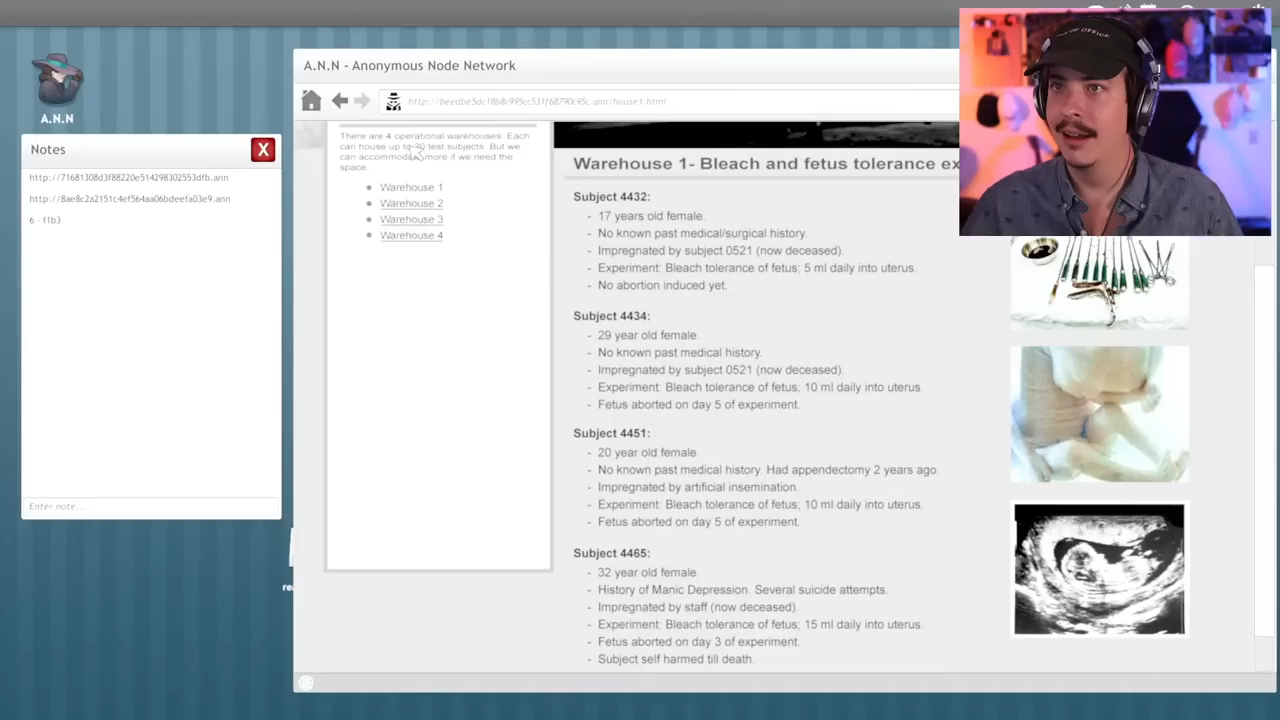 A.N.N
Notes
X
http://71681308d3f88220e514298302553dfb.ann
http://8ae8c2a2151c4ef564aa06bdeefa03e9.ann
6 - f1b3
Enter note...
A.N.N - Anonymous Node Network
http://beedbe5dc18b8c995cc531f68790c95c.ann/house1.html
There are 4 operational warehouses. Each
can house up to test subjects. But we
can accommodate more if we need the
space.
Warehouse 1
Warehouse 2
Warehouse 3
Warehouse 4
Warehouse 1- Bleach and fetus tolerance
Subject 4432:
- 17 years old female.
- No known past medical/surgical history.
- Impregnated by subject 0521 (now deceased).
- Experiment: Bleach tolerance of fetus; 5 ml daily into uterus.
- No abortion induced yet.
Subject 4434:
- 29 year old female.
- No known past medical history.
- Impregnated by subject 0521 (now deceased).
- Experiment: Bleach tolerance of fetus; 10 ml daily into uterus.
- Fetus aborted on day 5 of experiment.
Subject 4451:
- 20 year old female.
- No known past medical history. Had appendectomy 2 years ago.
- Impregnated by artificial insemination.
- Experiment: Bleach tolerance of fetus; 10 ml daily into uterus.
- Fetus aborted on day 5 of experiment.
Subject 4465:
- 32 year old female.
- History of Manic Depression. Several suicide attempts.
- Impregnated by staff (now deceased).
- Experiment: Bleach tolerance of fetus; 15 ml daily into uterus.
- Fetus aborted on day 3 of experiment.
- Subject self harmed till death.